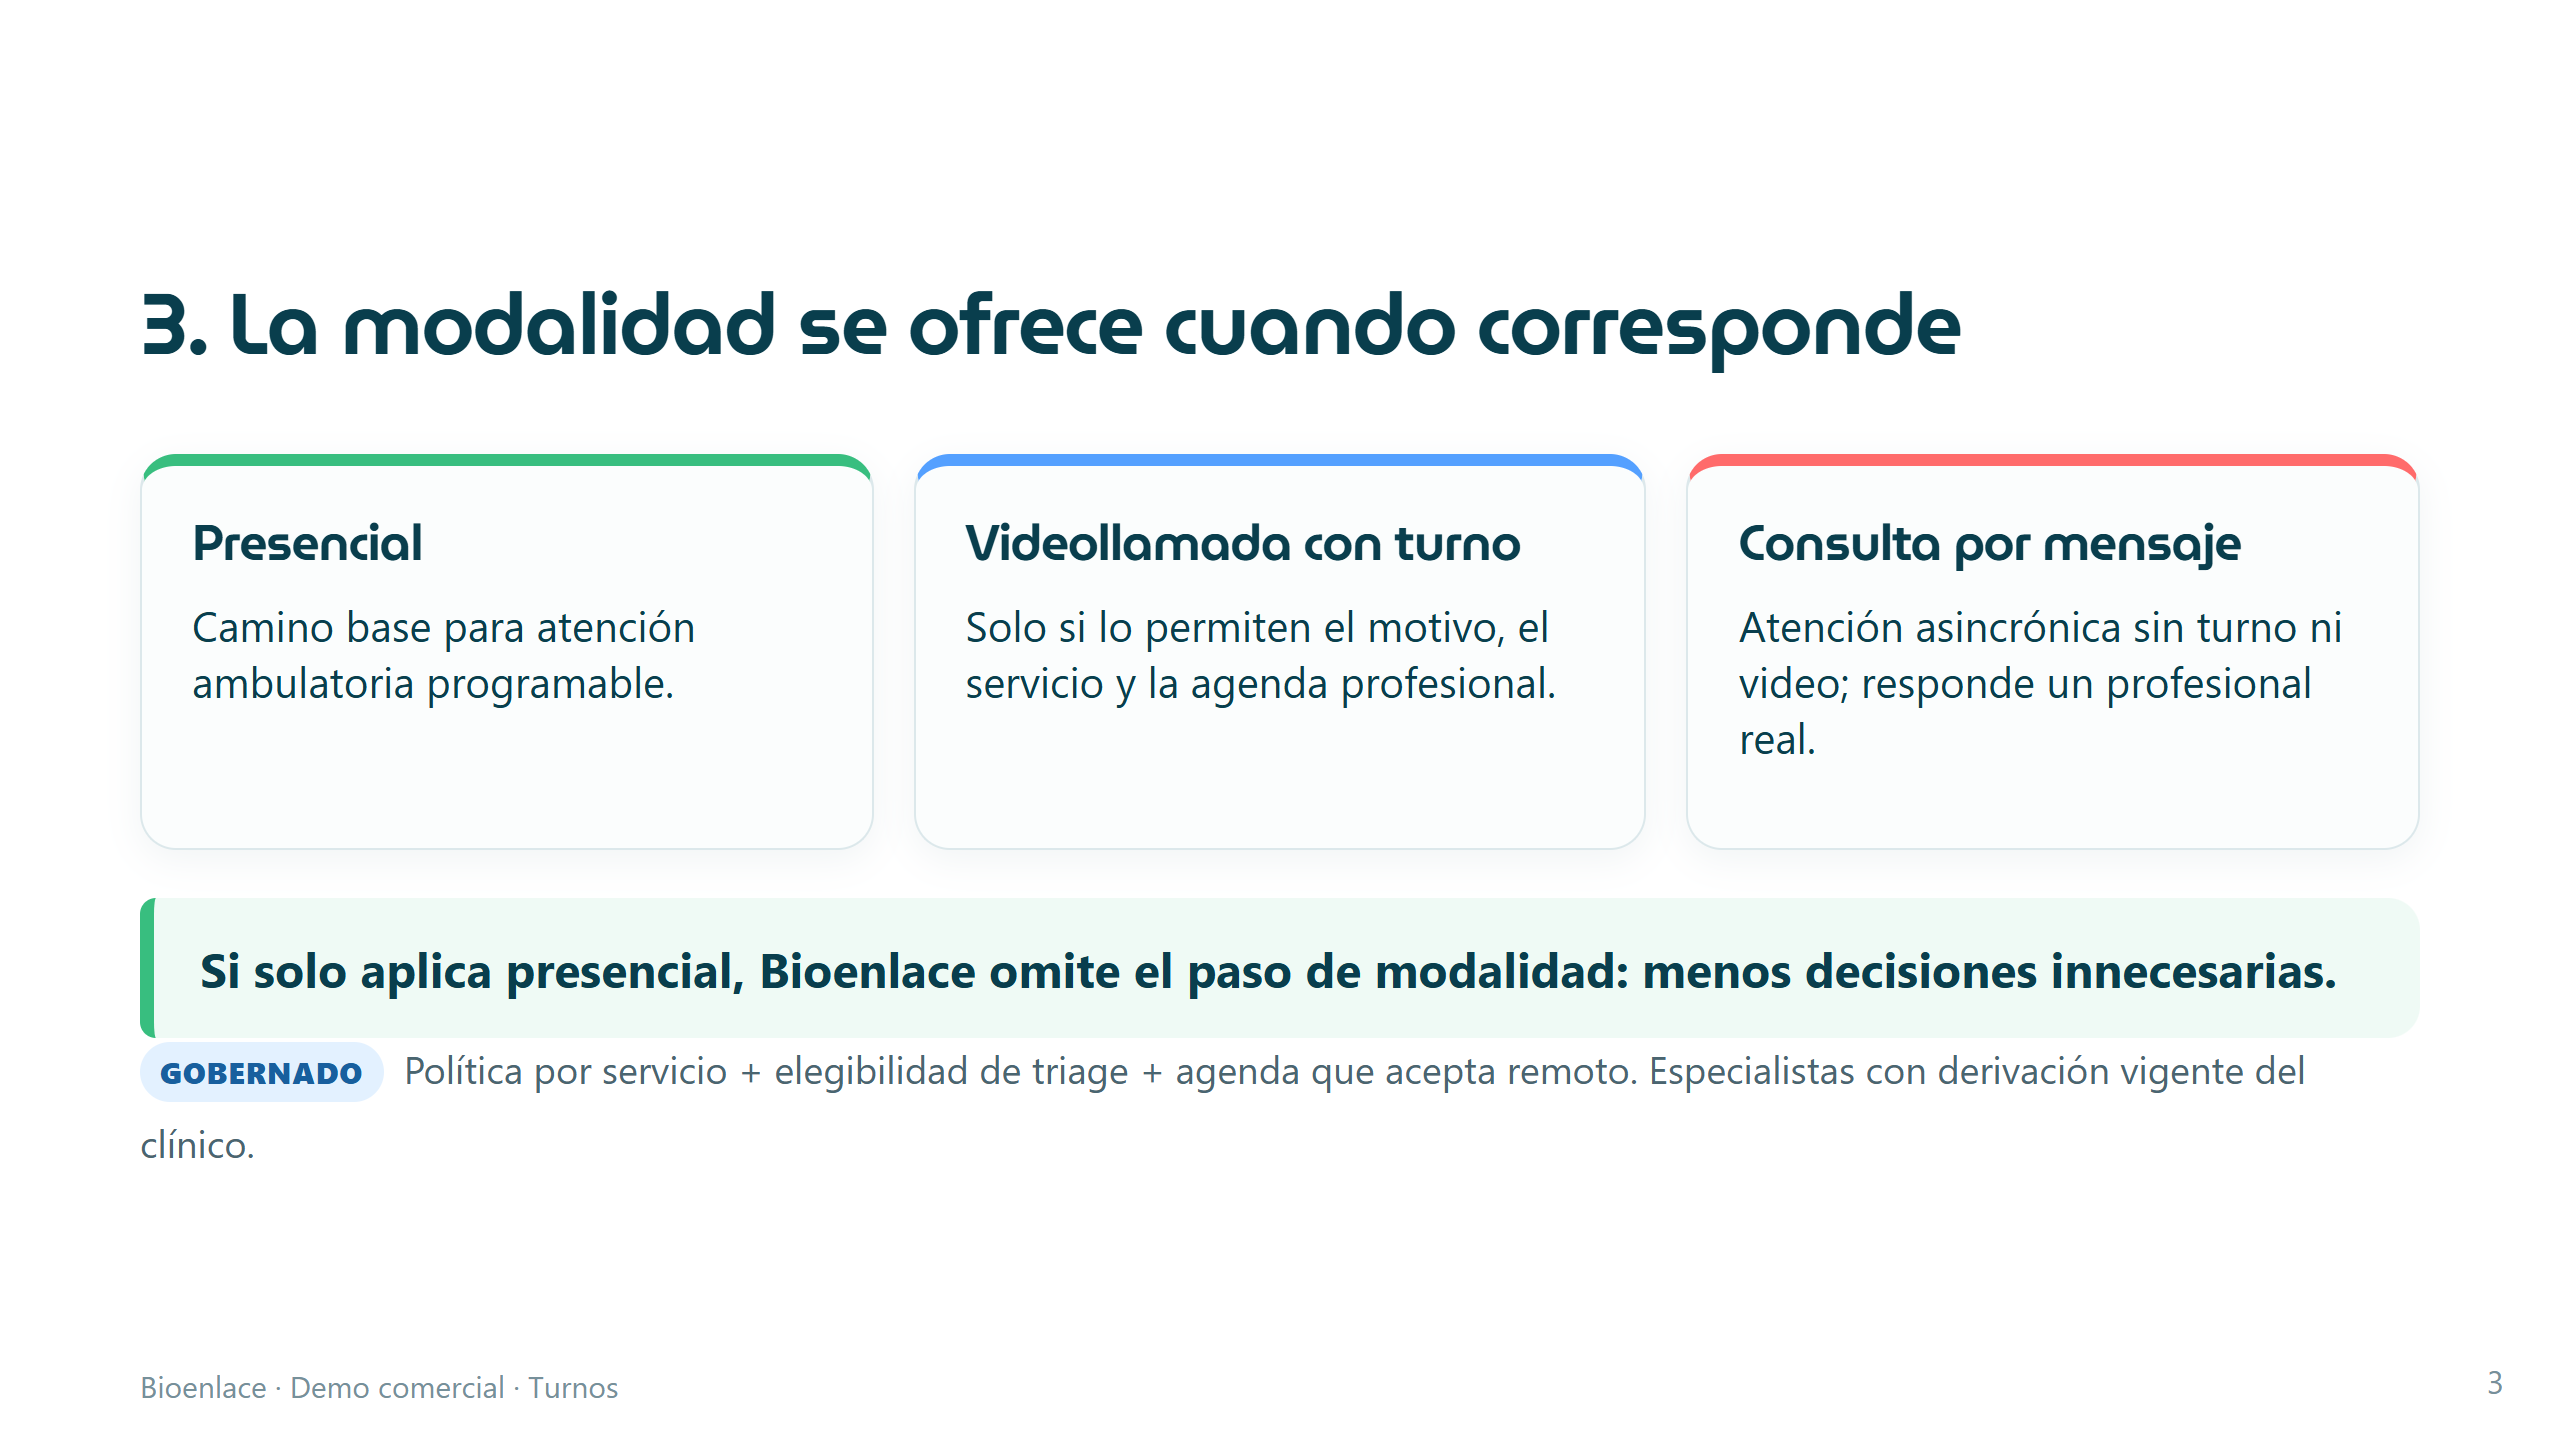 3. La modalidad se ofrece cuando corresponde
Presencial
Camino base para atención
ambulatoria programable.
Videollamada con turno
Solo si lo permiten el motivo, el
servicio y la agenda profesional.
Consulta por mensaje
Atención asincrónica sin turno ni
video; responde un profesional
real.
Si solo aplica presencial, Bioenlace omite el paso de modalidad: menos decisiones innecesarias.
GOBERNADO Política por servicio + elegibilidad de triage + agenda que acepta remoto. Especialistas con derivación vigente del
clínico.
Bioenlace · Demo comercial · Turnos
3